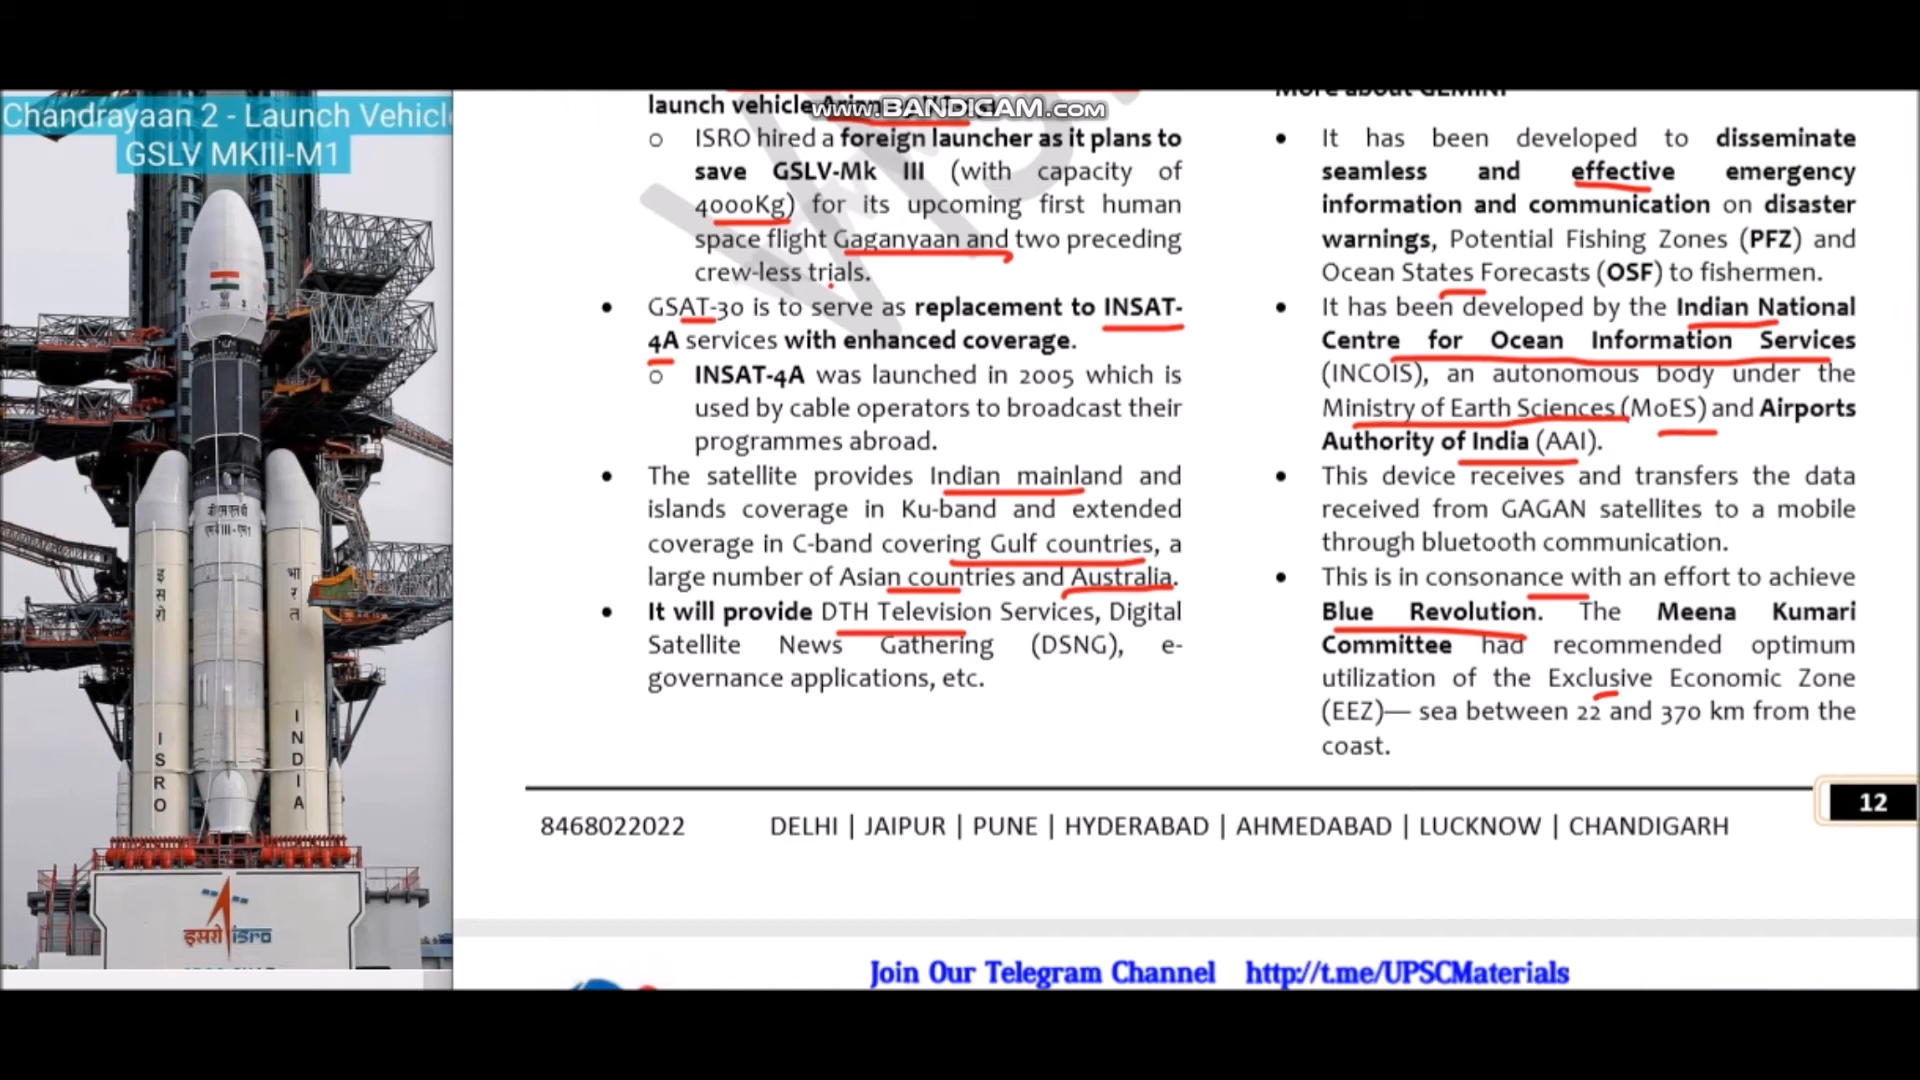 www.BANDICAM.com
Chandrayaan 2 - Launch Vehicle
GSLV MKIII-M1
जी एस एल वी
एम के III-एम1
इसरो
भारत
ISRO
INDIA
इसरो isro
launch vehicle
○ ISRO hired a foreign launcher as it plans to
save GSLV-Mk III (with capacity of
4000Kg) for its upcoming first human
space flight Gaganyaan and two preceding
crew-less trials.
• GSAT-30 is to serve as replacement to INSAT-
4A services with enhanced coverage.
○ INSAT-4A was launched in 2005 which is
used by cable operators to broadcast their
programmes abroad.
• The satellite provides Indian mainland and
islands coverage in Ku-band and extended
coverage in C-band covering Gulf countries, a
large number of Asian countries and Australia.
• It will provide DTH Television Services, Digital
Satellite News Gathering (DSNG), e-
governance applications, etc.
More about GEMINI
• It has been developed to disseminate
seamless and effective emergency
information and communication on disaster
warnings, Potential Fishing Zones (PFZ) and
Ocean States Forecasts (OSF) to fishermen.
• It has been developed by the Indian National
Centre for Ocean Information Services
(INCOIS), an autonomous body under the
Ministry of Earth Sciences (MoES) and Airports
Authority of India (AAI).
• This device receives and transfers the data
received from GAGAN satellites to a mobile
through bluetooth communication.
• This is in consonance with an effort to achieve
Blue Revolution. The Meena Kumari
Committee had recommended optimum
utilization of the Exclusive Economic Zone
(EEZ)— sea between 22 and 370 km from the
coast.
12
8468022022 DELHI | JAIPUR | PUNE | HYDERABAD | AHMEDABAD | LUCKNOW | CHANDIGARH
Join Our Telegram Channel http://t.me/UPSCMaterials